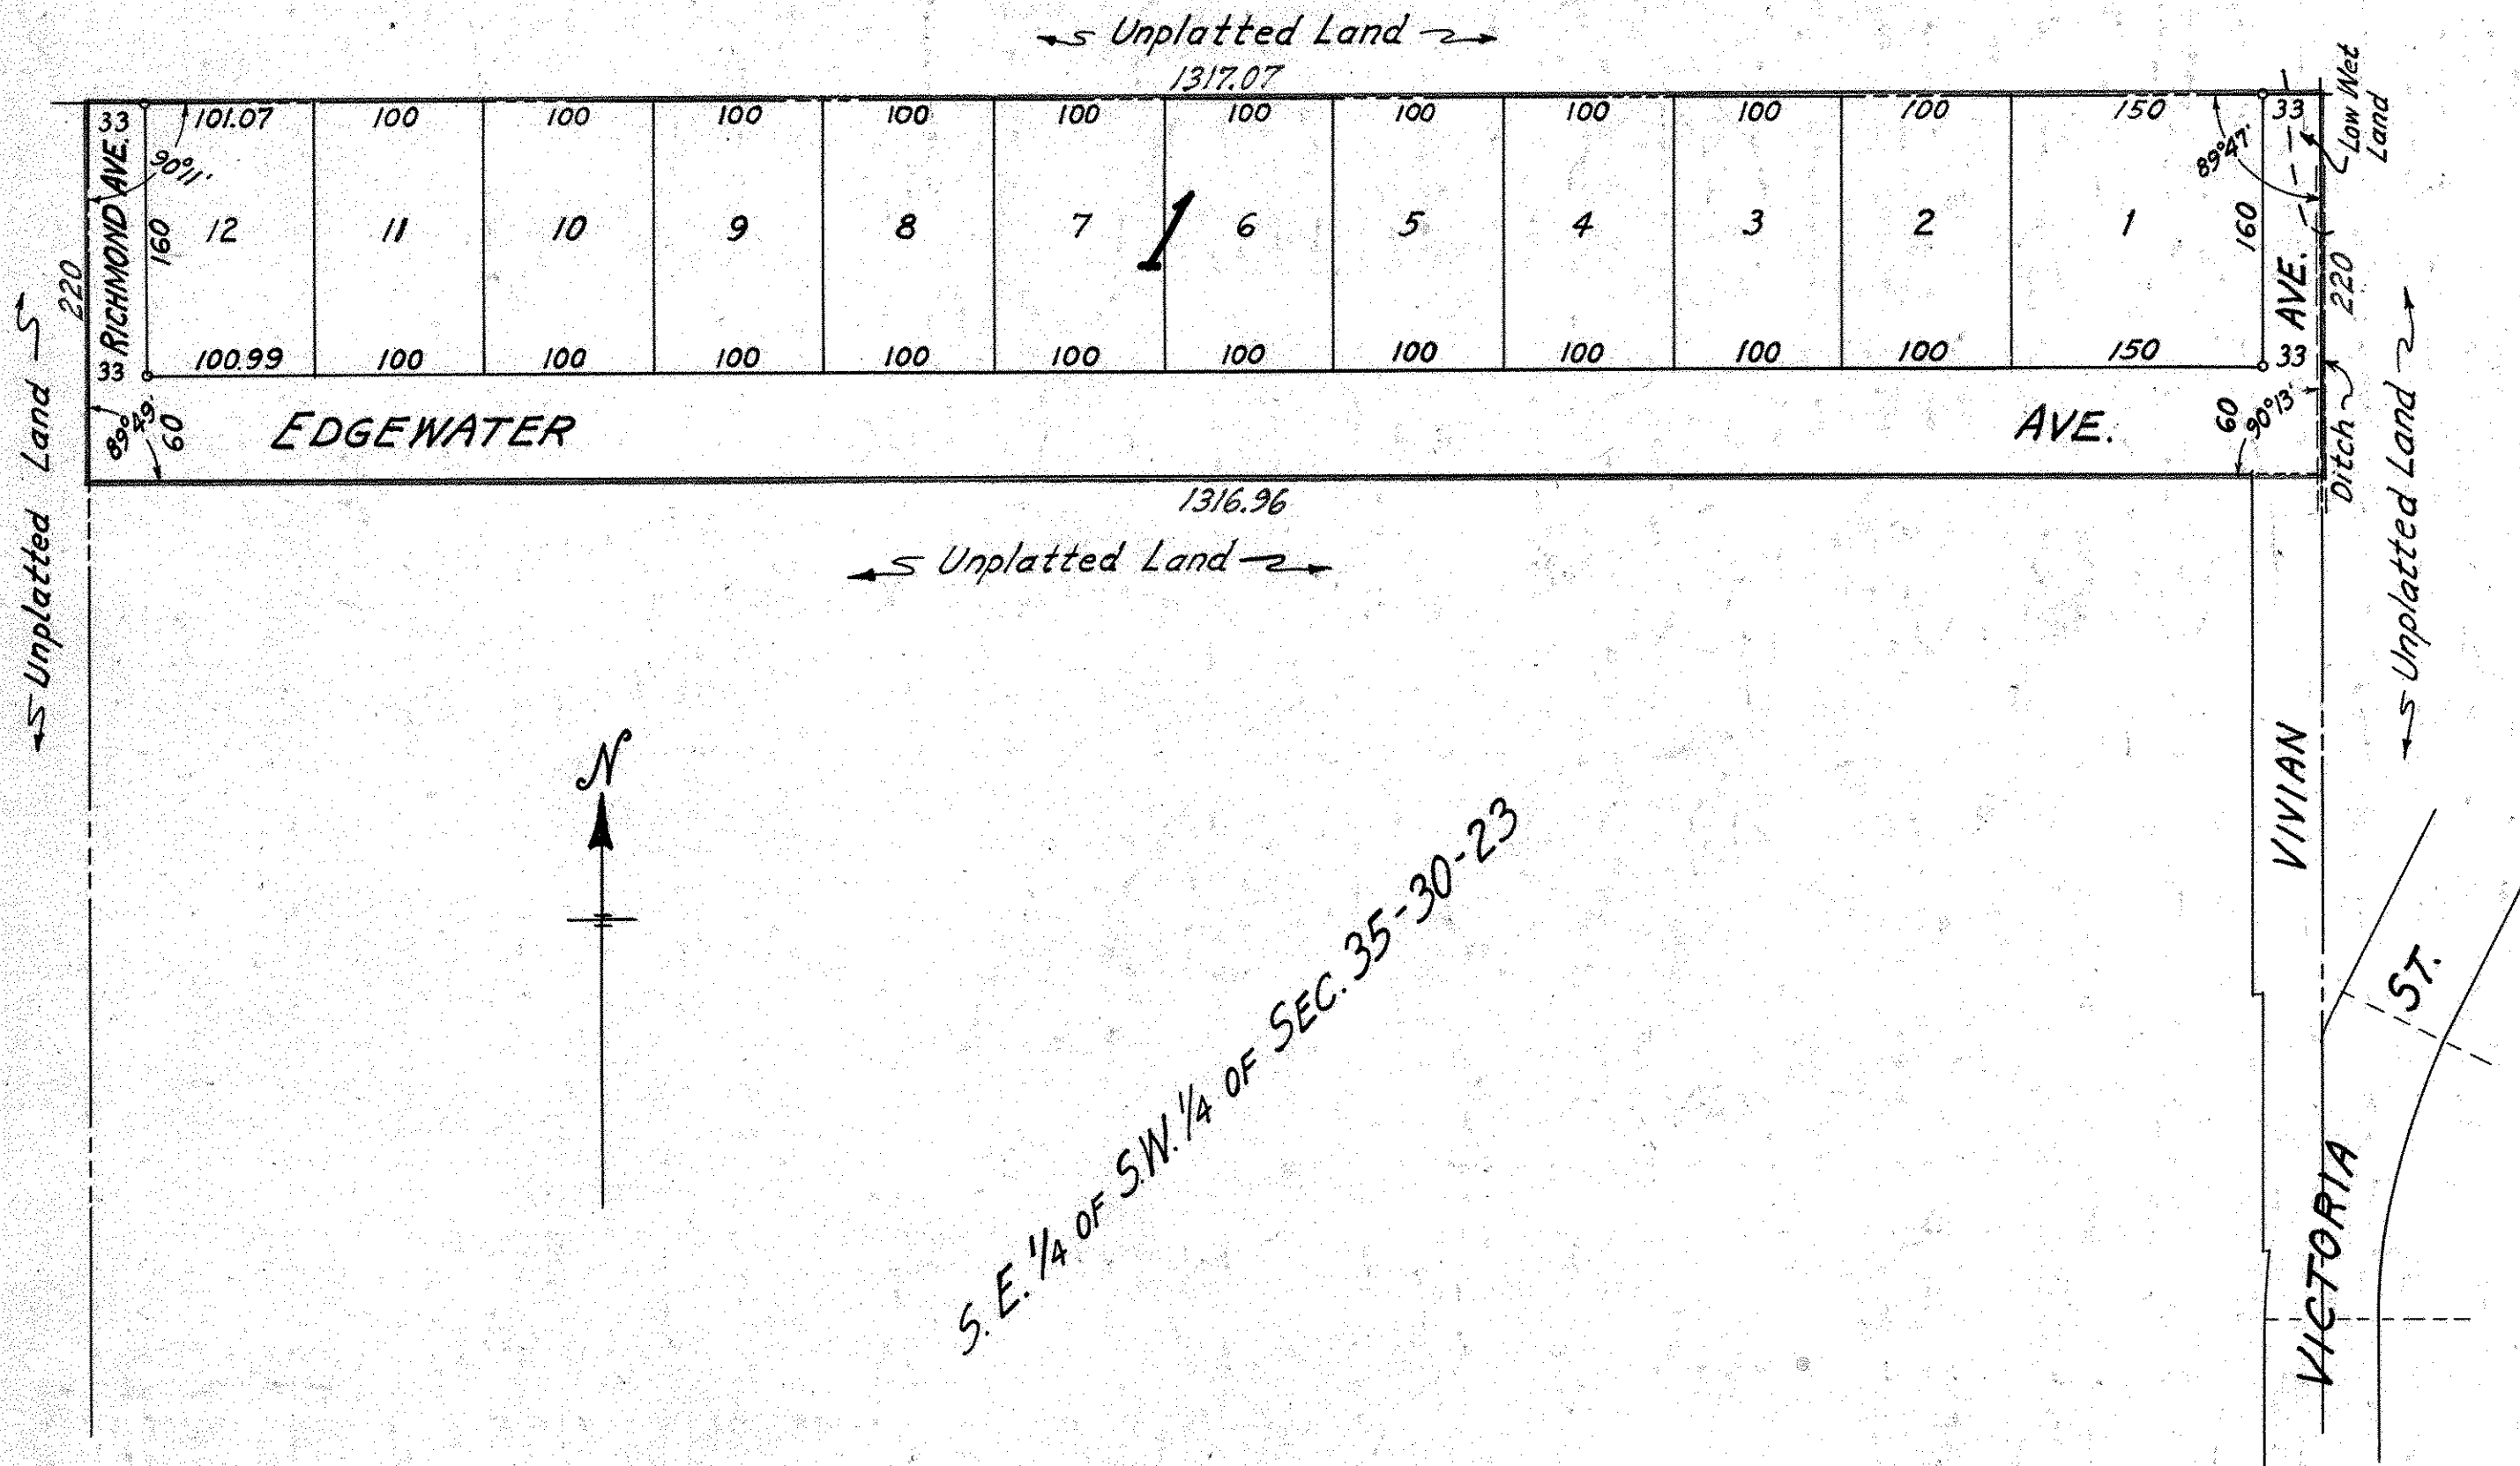 Unplatted Land
1317.07
33 101.07 100 100 100 100 100 100 100 100 100 100 150 33
Low Wet
Land
90°11'
89°47'
RICHMOND AVE.
160
220
12 11 10 9 8 7 6 5 4 3 2 1
1
160
AVE.
220
33 100.99 100 100 100 100 100 100 100 100 100 100 150 33
89°49'
60
EDGEWATER AVE.
60
90°13'
Ditch
1316.96
Unplatted Land
Unplatted Land
Unplatted Land
N
VIVIAN
S.E. 1/4 OF S.W. 1/4 OF SEC. 35-30-23
ST.
VICTORIA